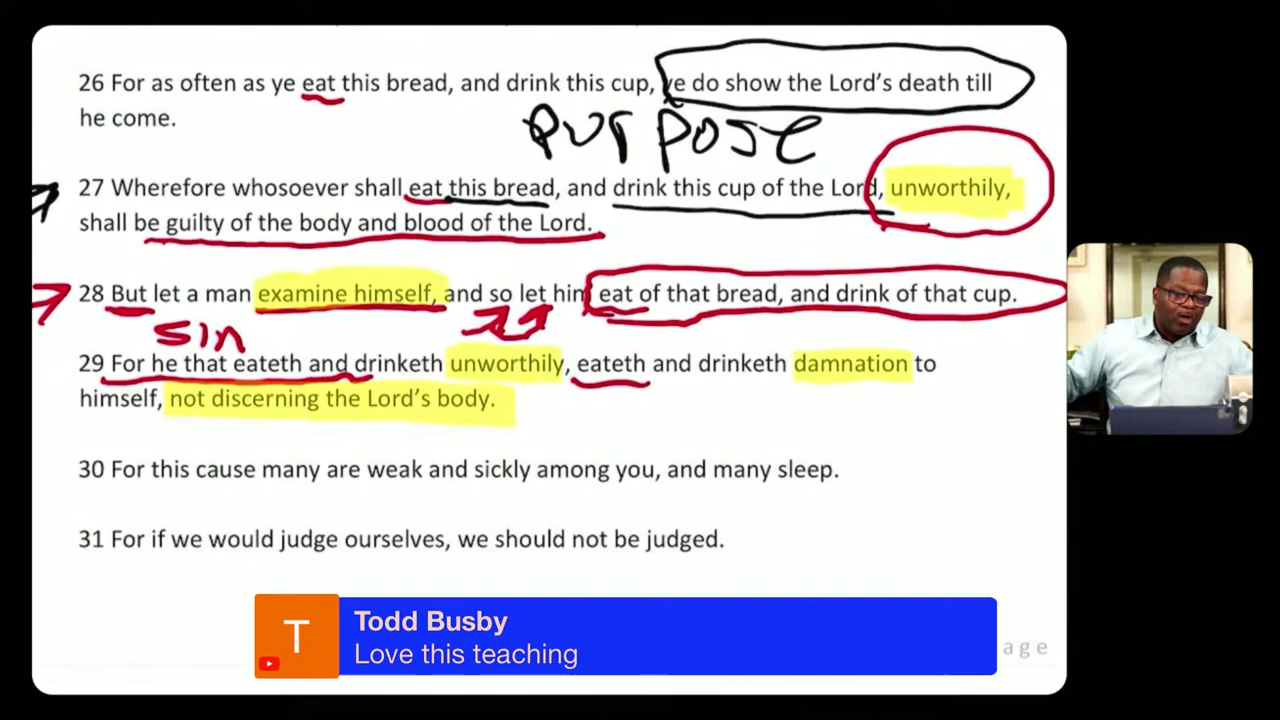 26 For as often as ye eat this bread, and drink this cup, ye do show the Lord's death till
he come.
purpose
27 Wherefore whosoever shall eat this bread, and drink this cup of the Lord, unworthily,
shall be guilty of the body and blood of the Lord.
28 But let a man examine himself, and so let him eat of that bread, and drink of that cup.
sin
29 For he that eateth and drinketh unworthily, eateth and drinketh damnation to
himself, not discerning the Lord's body.
30 For this cause many are weak and sickly among you, and many sleep.
31 For if we would judge ourselves, we should not be judged.
T
Todd Busby
Love this teaching
age